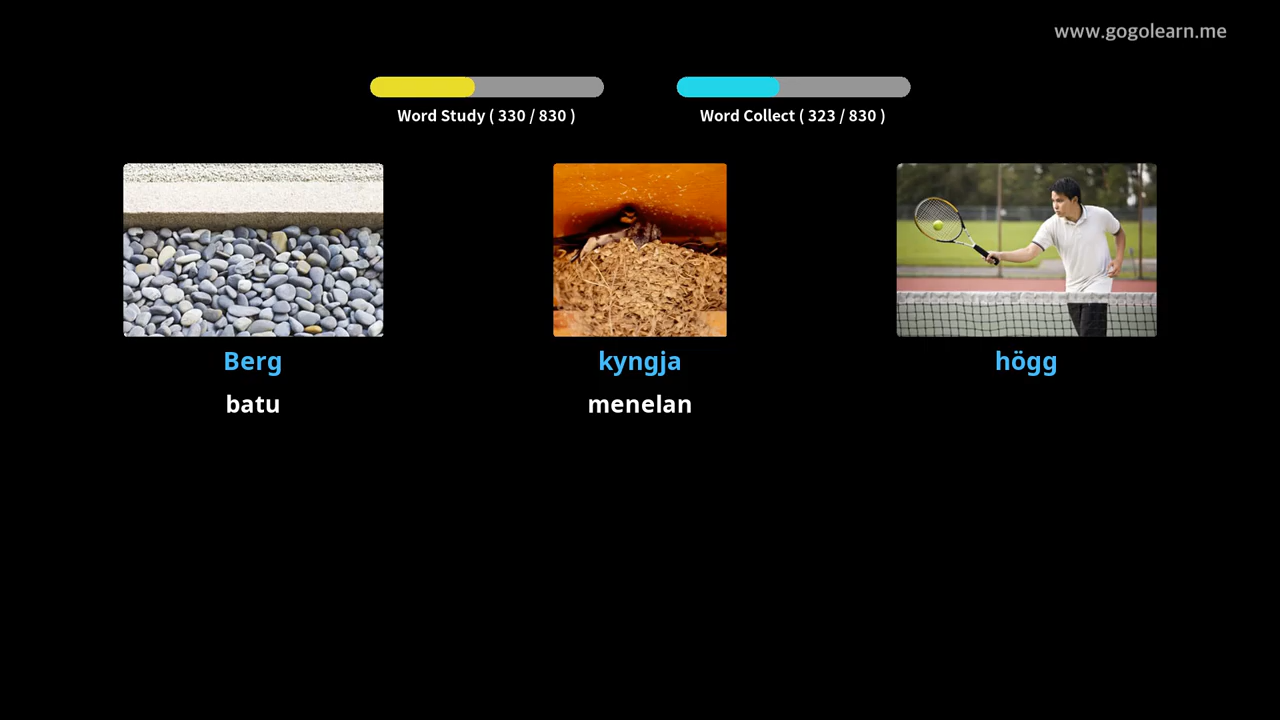 www.gogolearn.me
Word Study ( 330 / 830 )
Word Collect ( 323 / 830 )
Berg
kyngja
högg
batu
menelan